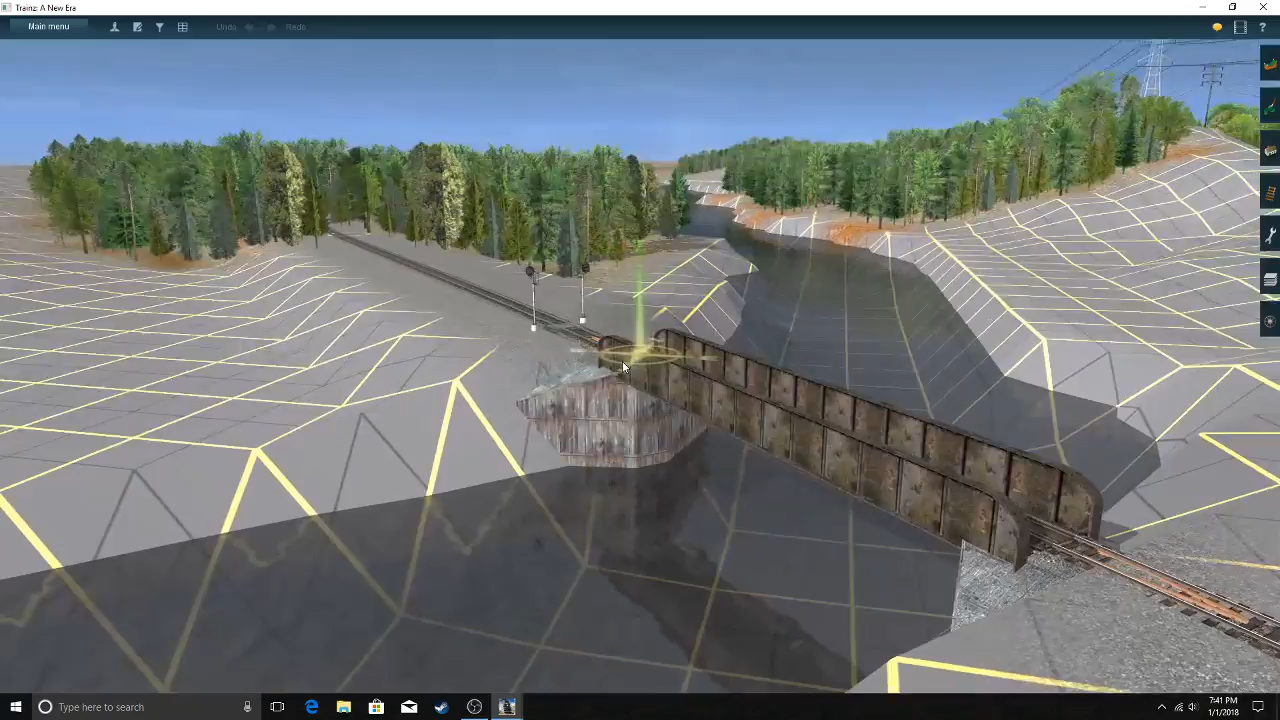 Trainz: A New Era
Main menu
Undo
Redo
?
Type here to search
7:41 PM
1/1/2018